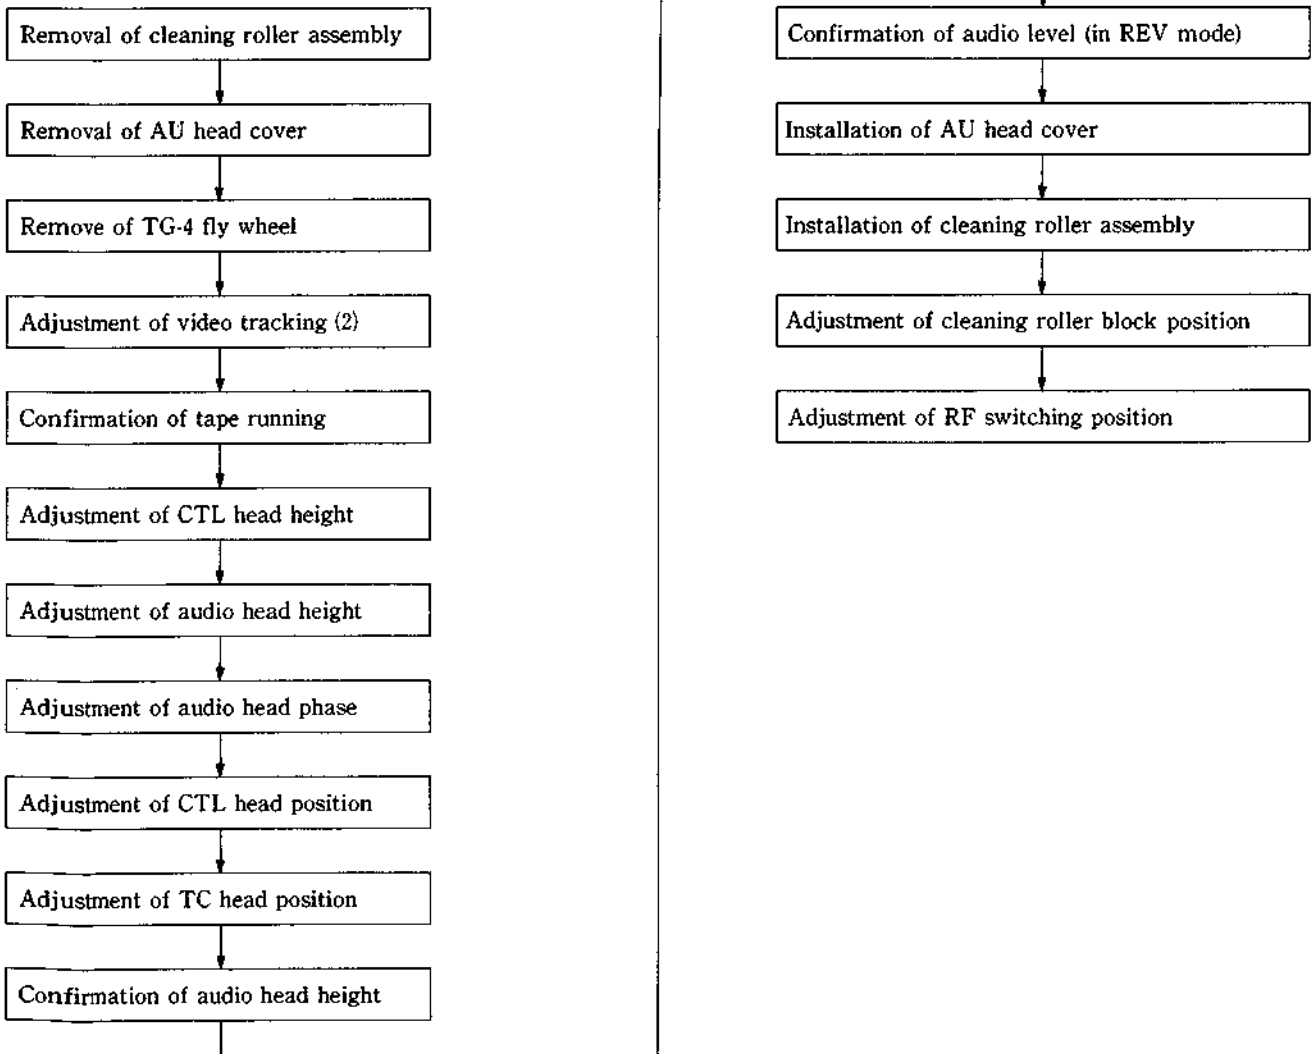 Removal of cleaning roller assembly
Removal of AU head cover
Remove of TG-4 fly wheel
Adjustment of video tracking (2)
Confirmation of tape running
Adjustment of CTL head height
Adjustment of audio head height
Adjustment of audio head phase
Adjustment of CTL head position
Adjustment of TC head position
Confirmation of audio head height
Confirmation of audio level (in REV mode)
Installation of AU head cover
Installation of cleaning roller assembly
Adjustment of cleaning roller block position
Adjustment of RF switching position